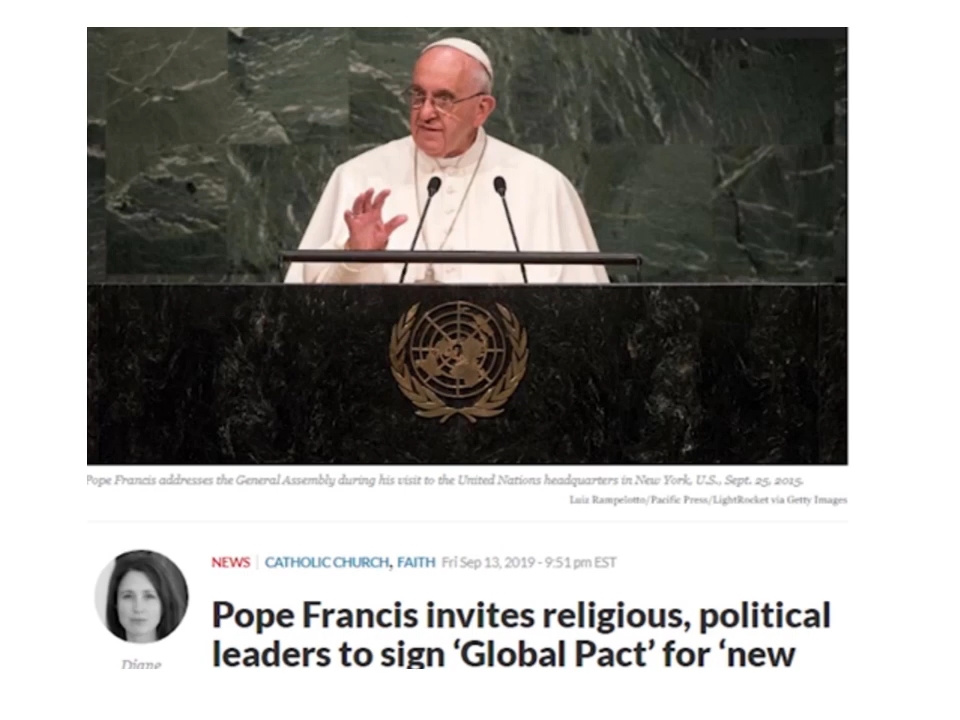 Pope Francis addresses the General Assembly during his visit to the United Nations headquarters in New York, U.S., Sept. 25, 2015.
Luiz Rampelotto/Pacific Press/LightRocket via Getty Images
NEWS | CATHOLIC CHURCH, FAITH Fri Sep 13, 2019 - 9:51 pm EST
Pope Francis invites religious, political
leaders to sign ‘Global Pact’ for ‘new
Diane